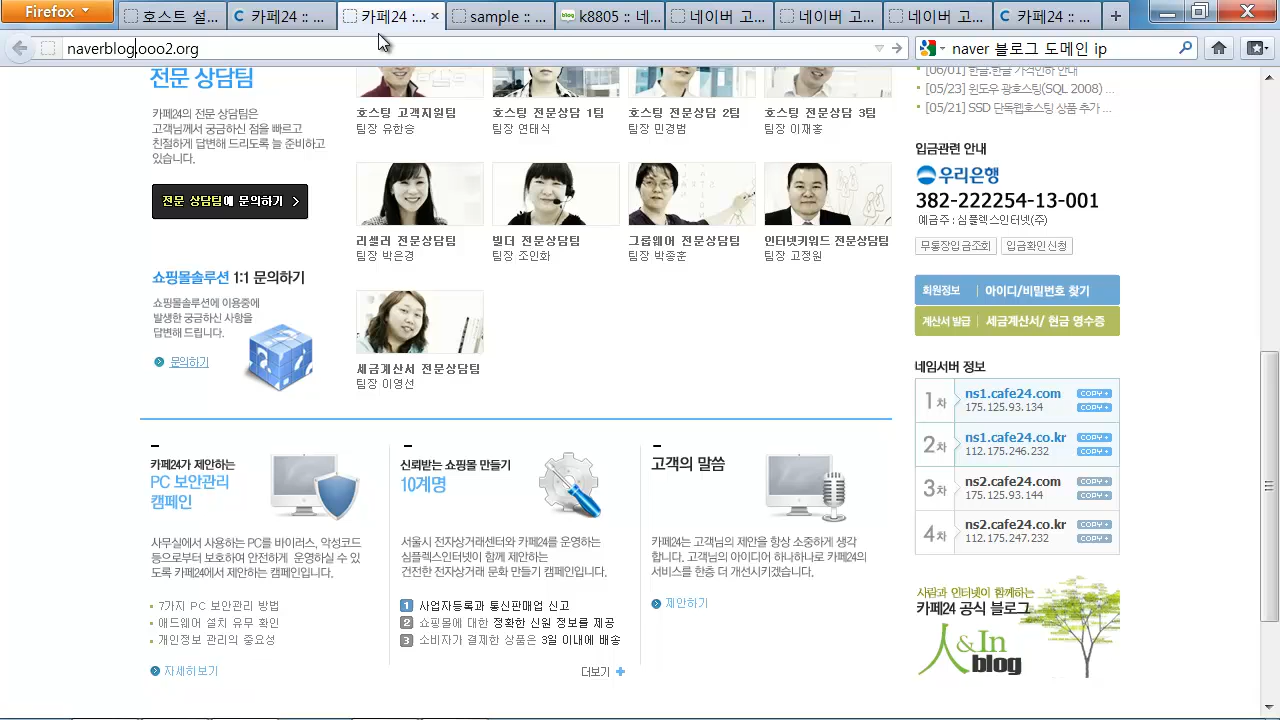 Firefox
호스트 설...
카페24 :: ...
카페24 :...
sample :: ...
k8805 :: 네...
네이버 고...
네이버 고...
네이버 고...
카페24 :: ...
naverblog.ooo2.org
naver 블로그 도메인 ip
전문 상담팀
카페24의 전문 상담팀은
고객님께서 궁금하신 점을 빠르고
친절하게 답변해 드리도록 늘 준비하고
있습니다.
전문 상담팀에 문의하기
호스팅 고객지원팀
팀장 유한승
호스팅 전문상담 1팀
팀장 연태식
호스팅 전문상담 2팀
팀장 민경범
호스팅 전문상담 3팀
팀장 이재홍
리셀러 전문상담팀
팀장 박은경
빌더 전문상담팀
팀장 조인화
그룹웨어 전문상담팀
팀장 박종훈
인터넷키워드 전문상담팀
팀장 고정원
쇼핑몰솔루션 1:1 문의하기
쇼핑몰솔루션에 이용중에
발생한 궁금하신 사항을
답변해 드립니다.
문의하기
세금계산서 전문상담팀
팀장 이영선
카페24가 제안하는
PC 보안관리
캠페인
사무실에서 사용하는 PC를 바이러스, 악성코드
등으로부터 보호하여 안전하게 운영하실 수 있
도록 카페24에서 제안하는 캠페인입니다.
7가지 PC 보안관리 방법
애드웨어 설치 유무 확인
개인정보 관리의 중요성
자세히보기
신뢰받는 쇼핑몰 만들기
10계명
서울시 전자상거래센터와 카페24를 운영하는
심플렉스인터넷이 함께 제안하는
건전한 전자상거래 문화 만들기 캠페인입니다.
1 사업자등록과 통신판매업 신고
2 쇼핑몰에 대한 정확한 신원 정보를 제공
3 소비자가 결제한 상품은 3일 이내에 배송
더보기
고객의 말씀
카페24는 고객님의 제안을 항상 소중하게 생각
합니다. 고객님의 아이디어 하나하나로 카페24의
서비스를 한층 더 개선시키겠습니다.
제안하기
[06/01] 한글.한글 가격인하 안내
[05/23] 윈도우 광호스팅(SQL 2008) ...
[05/21] SSD 단독웹호스팅 상품 추가 ...
입금관련 안내
우리은행
382-222254-13-001
예금주 : 심플렉스인터넷(주)
무통장입금조회
입금확인신청
회원정보 | 아이디/비밀번호 찾기
계산서 발급 | 세금계산서/ 현금 영수증
네임서버 정보
1차 ns1.cafe24.com COPY+
175.125.93.134 COPY+
2차 ns1.cafe24.co.kr COPY+
112.175.246.232 COPY+
3차 ns2.cafe24.com COPY+
175.125.93.144 COPY+
4차 ns2.cafe24.co.kr COPY+
112.175.247.232 COPY+
사람과 인터넷이 함께하는
카페24 공식 블로그
人&In
blog